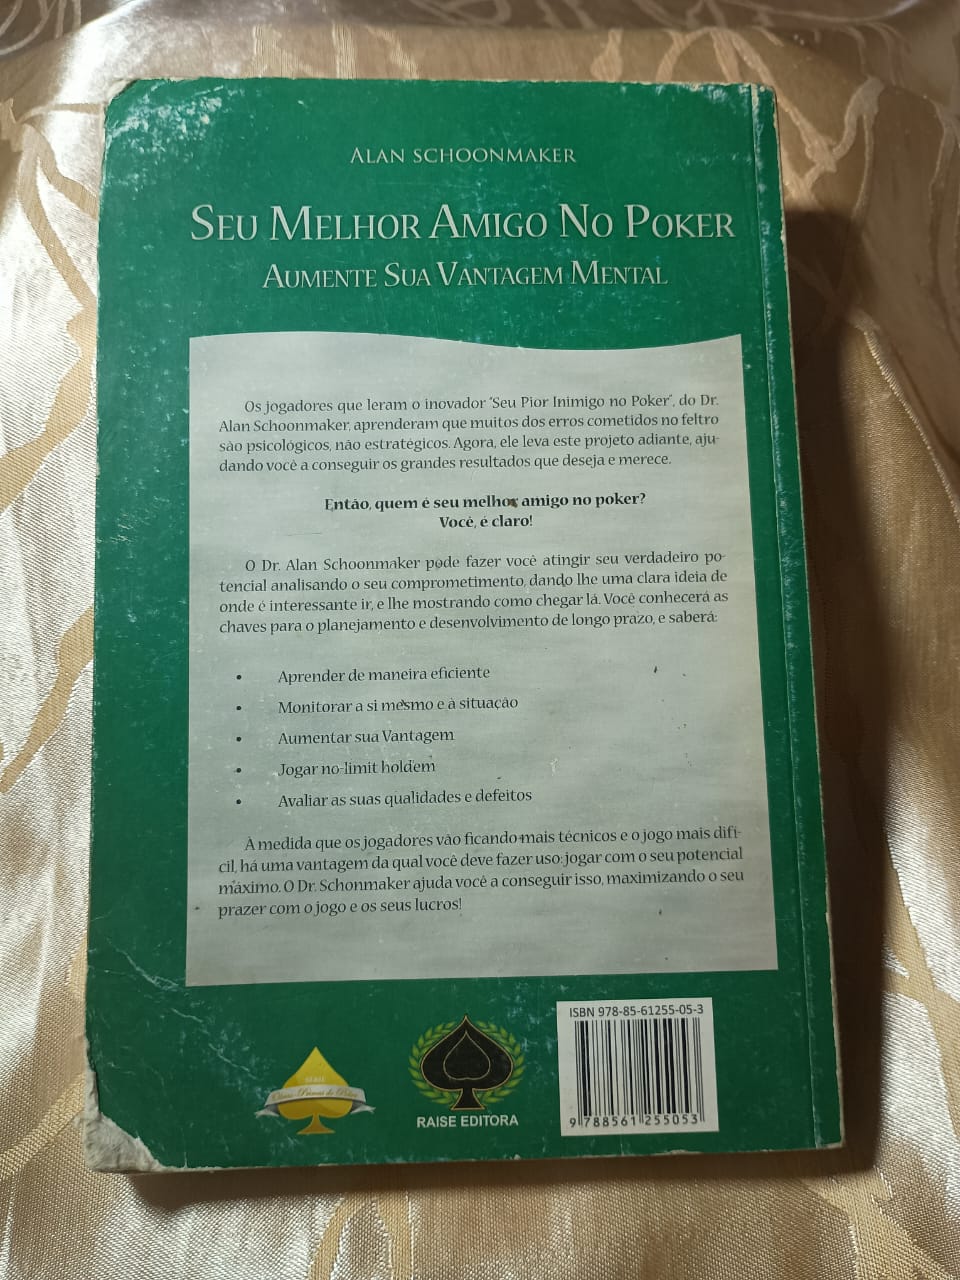 ALAN SCHOONMAKER
SEU MELHOR AMIGO NO POKER
AUMENTE SUA VANTAGEM MENTAL
Os jogadores que leram o inovador "Seu Pior Inimigo no Poker", do Dr.
Alan Schoonmaker, aprenderam que muitos dos erros cometidos no feltro
são psicológicos, não estratégicos. Agora, ele leva este projeto adiante, aju-
dando você a conseguir os grandes resultados que deseja e merece.
Então, quem é seu melhor amigo no poker?
Você, é claro!
O Dr. Alan Schoonmaker pode fazer você atingir seu verdadeiro po-
tencial analisando o seu comprometimento, dando lhe uma clara ideia de
onde é interessante ir, e lhe mostrando como chegar lá. Você conhecerá as
chaves para o planejamento e desenvolvimento de longo prazo, e saberá:
• Aprender de maneira eficiente
• Monitorar a si mesmo e à situação
• Aumentar sua Vantagem
• Jogar no-limit holdem
• Avaliar as suas qualidades e defeitos
À medida que os jogadores vão ficando mais técnicos e o jogo mais difí-
cil, há uma vantagem da qual você deve fazer uso: jogar com o seu potencial
máximo. O Dr. Schonmaker ajuda você a conseguir isso, maximizando o seu
prazer com o jogo e os seus lucros!
ISBN 978-85-61255-05-3
9 788561 255053
SÉRIE
Obras-Primas do Poker
RAISE EDITORA